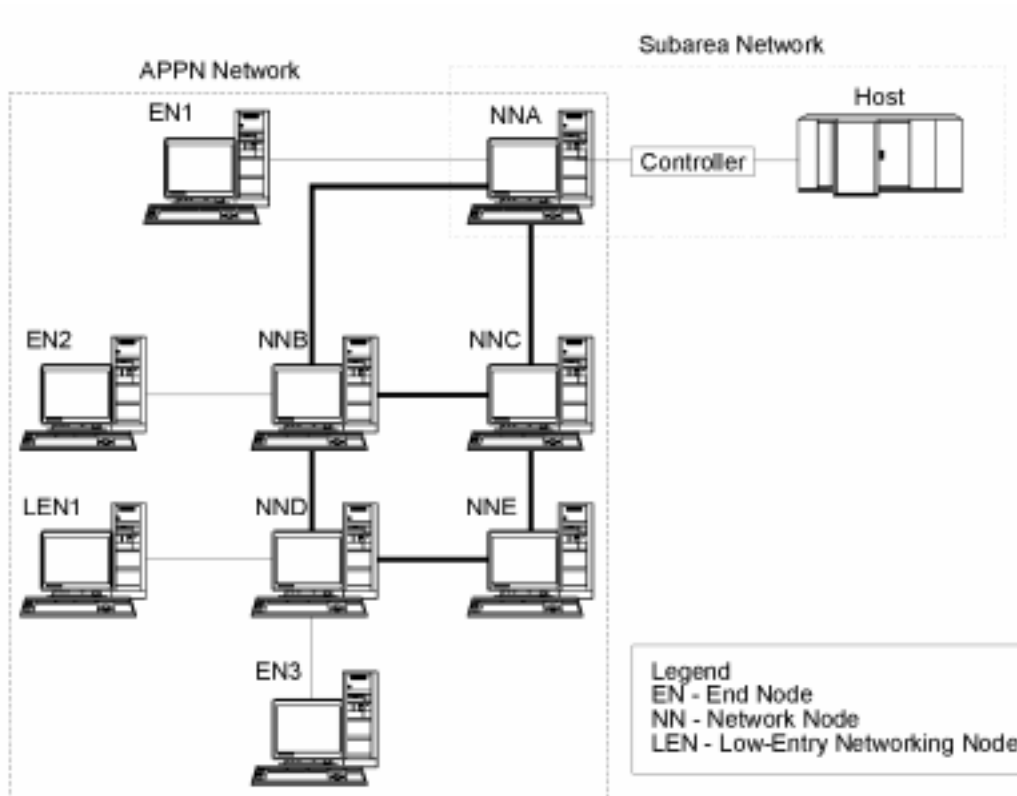 Subarea Network
APPN Network
EN1
NNA
Host
Controller
EN2
NNB
NNC
LEN1
NND
NNE
EN3
Legend
EN - End Node
NN - Network Node
LEN - Low-Entry Networking Node